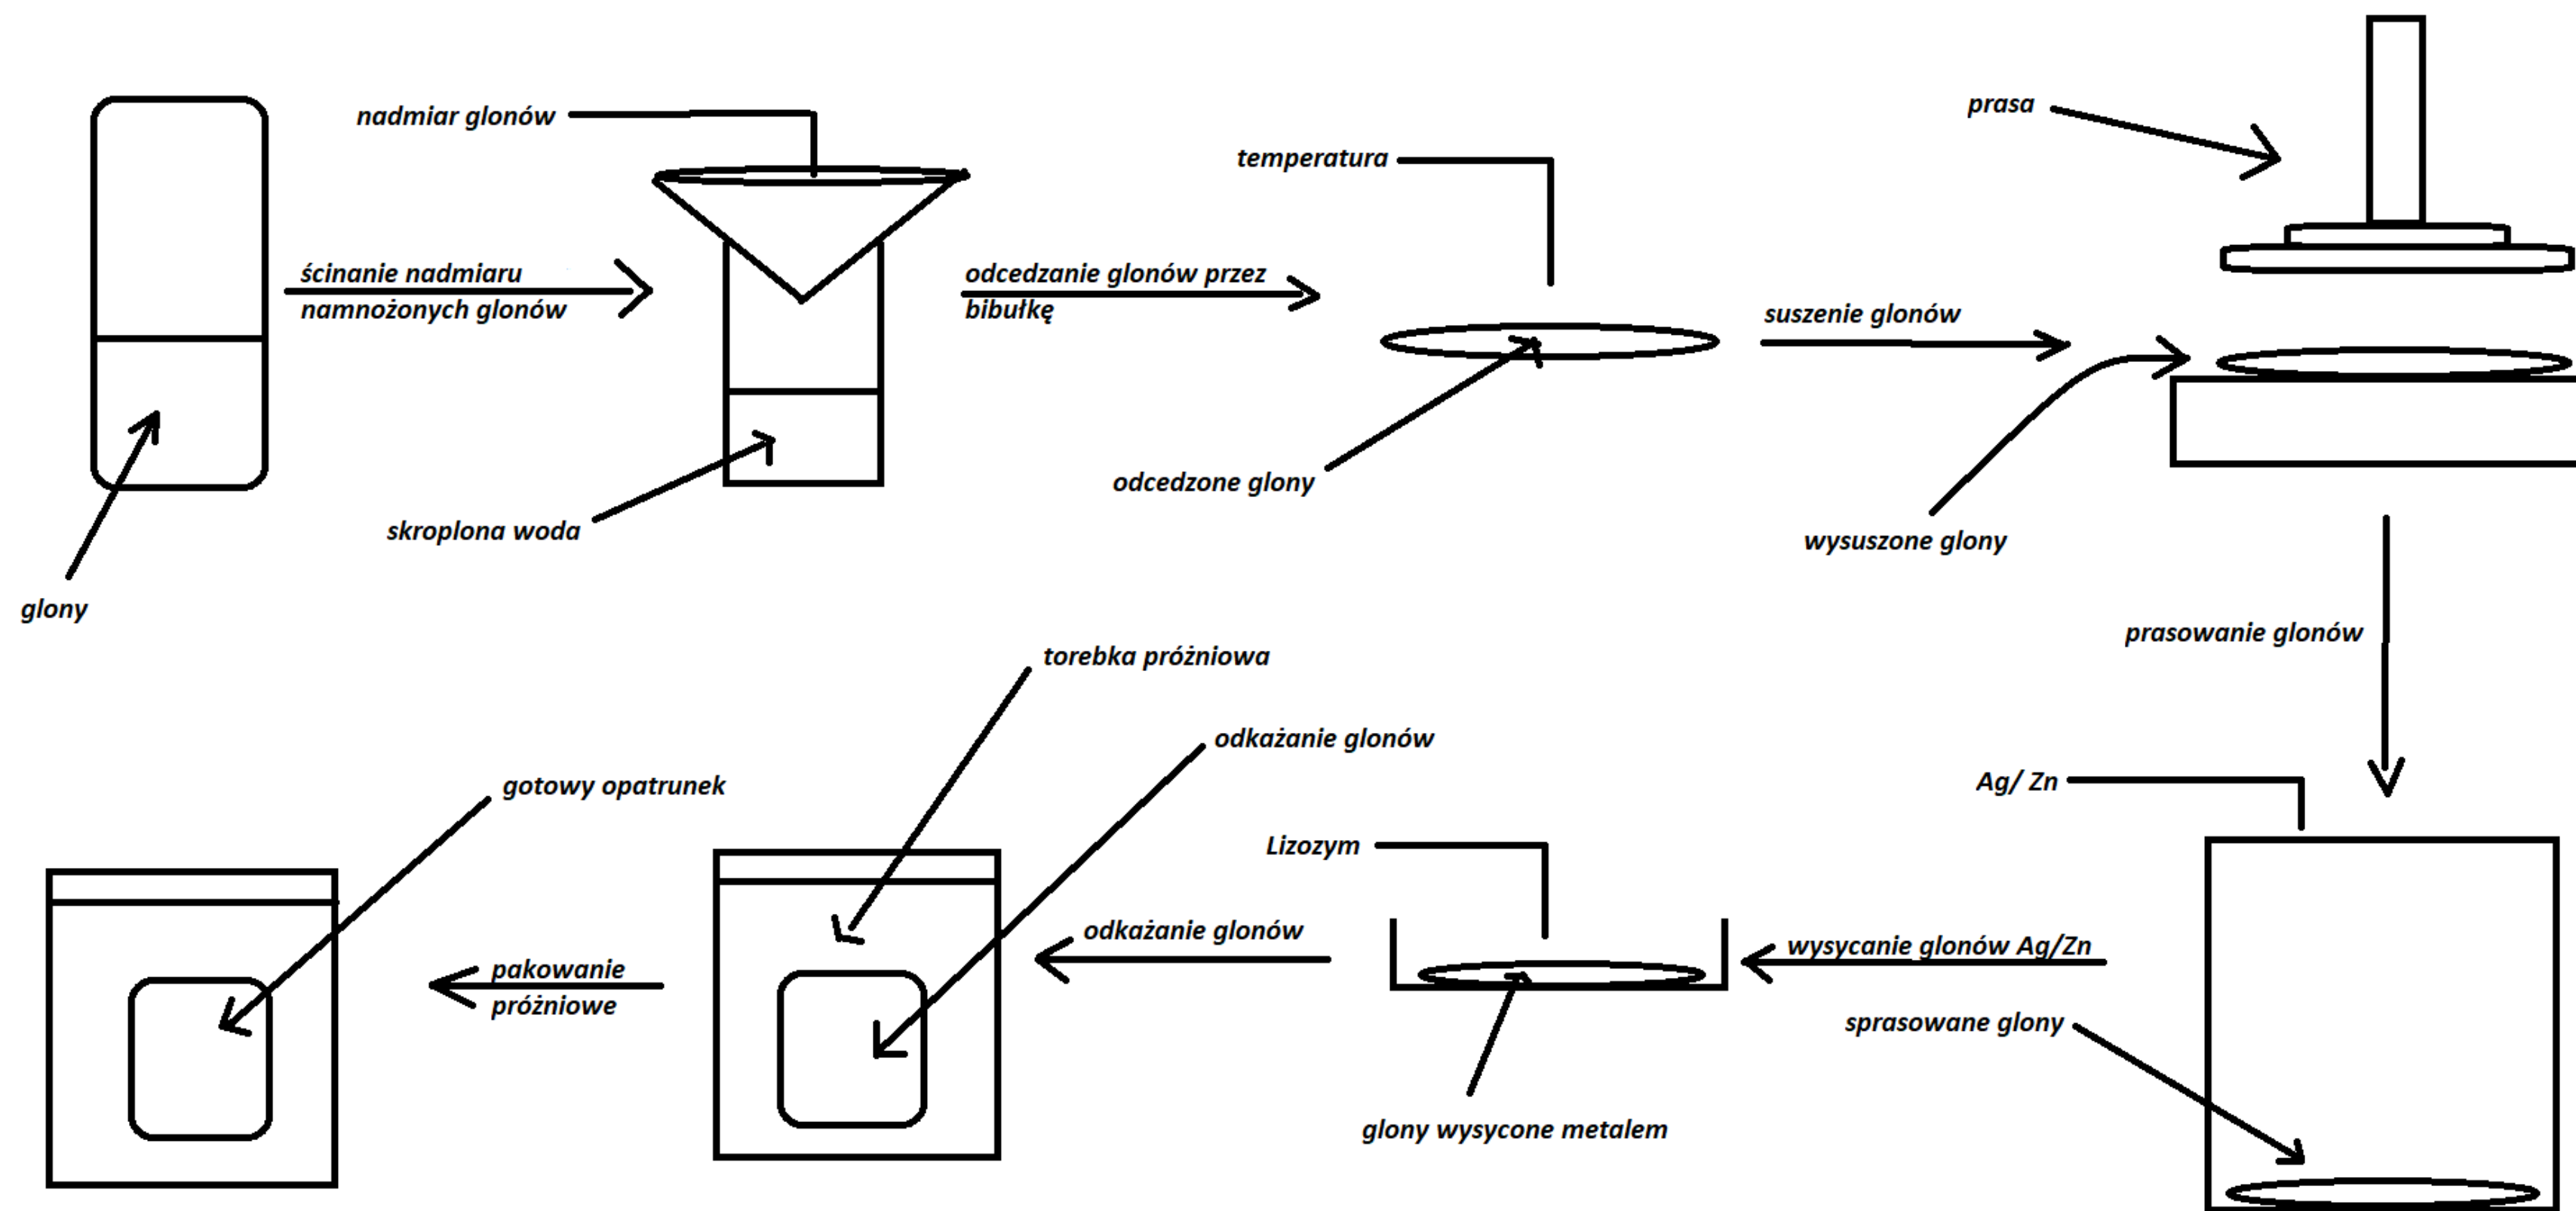 nadmiar glonów
prasa
temperatura
ścinanie nadmiaru
namnożonych glonów
odcedzanie glonów przez
bibułkę
suszenie glonów
odcedzone glony
skroplona woda
wysuszone glony
glony
prasowanie glonów
torebka próżniowa
odkażanie glonów
gotowy opatrunek
Ag/ Zn
Lizozym
odkażanie glonów
wysycanie glonów Ag/Zn
pakowanie
próżniowe
sprasowane glony
glony wysycone metalem